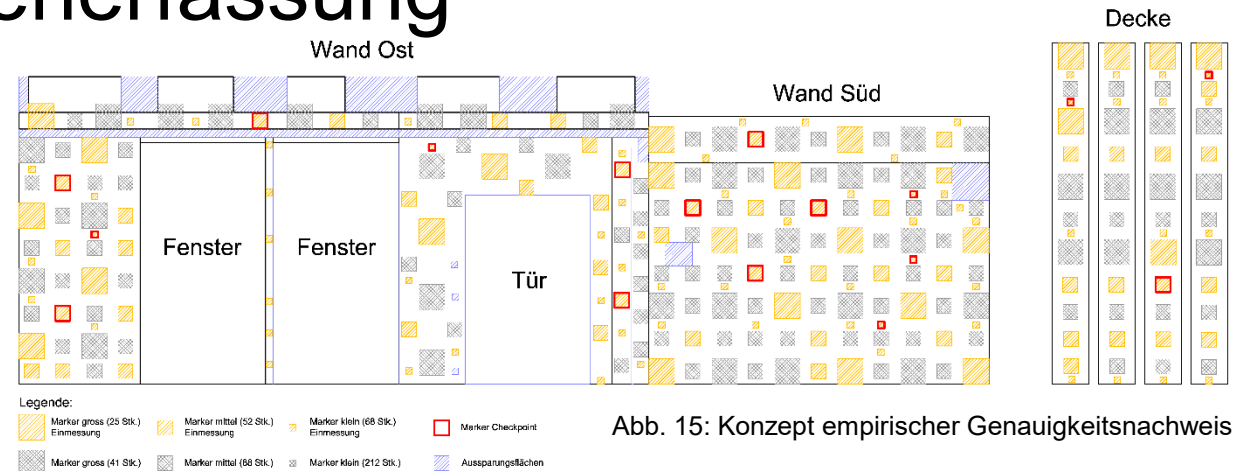 Decke
Wand Ost
Wand Süd
Fenster
Fenster
Tür
Legende:
Marker gross (25 Stk.)
Einmessung
Marker mittel (52 Stk.)
Einmessung
Marker klein (68 Stk.)
Einmessung
Marker Checkpoint
Marker gross (41 Stk.)
Marker mittel (88 Stk.)
Marker klein (212 Stk.)
Aussparungsflächen
Abb. 15: Konzept empirischer Genauigkeitsnachweis